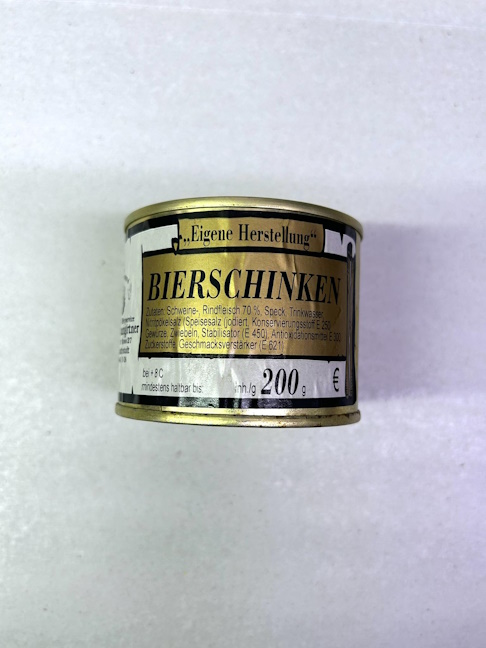 „Eigene Herstellung“
BIERSCHINKEN
Zutaten: Schweine-, Rindfleisch 70 %, Speck, Trinkwasser
Nitritpökelsalz (Speisesalz (jodiert, Konservierungsstoff E 250
Gewürze, Zwiebeln, Stabilisator (E 450), Antioxidationsmittel E
Zuckerstoffe, Geschmacksverstärker (E 621)
bei + 8 C
mindestens haltbar bis:
inh./g 200 g
€